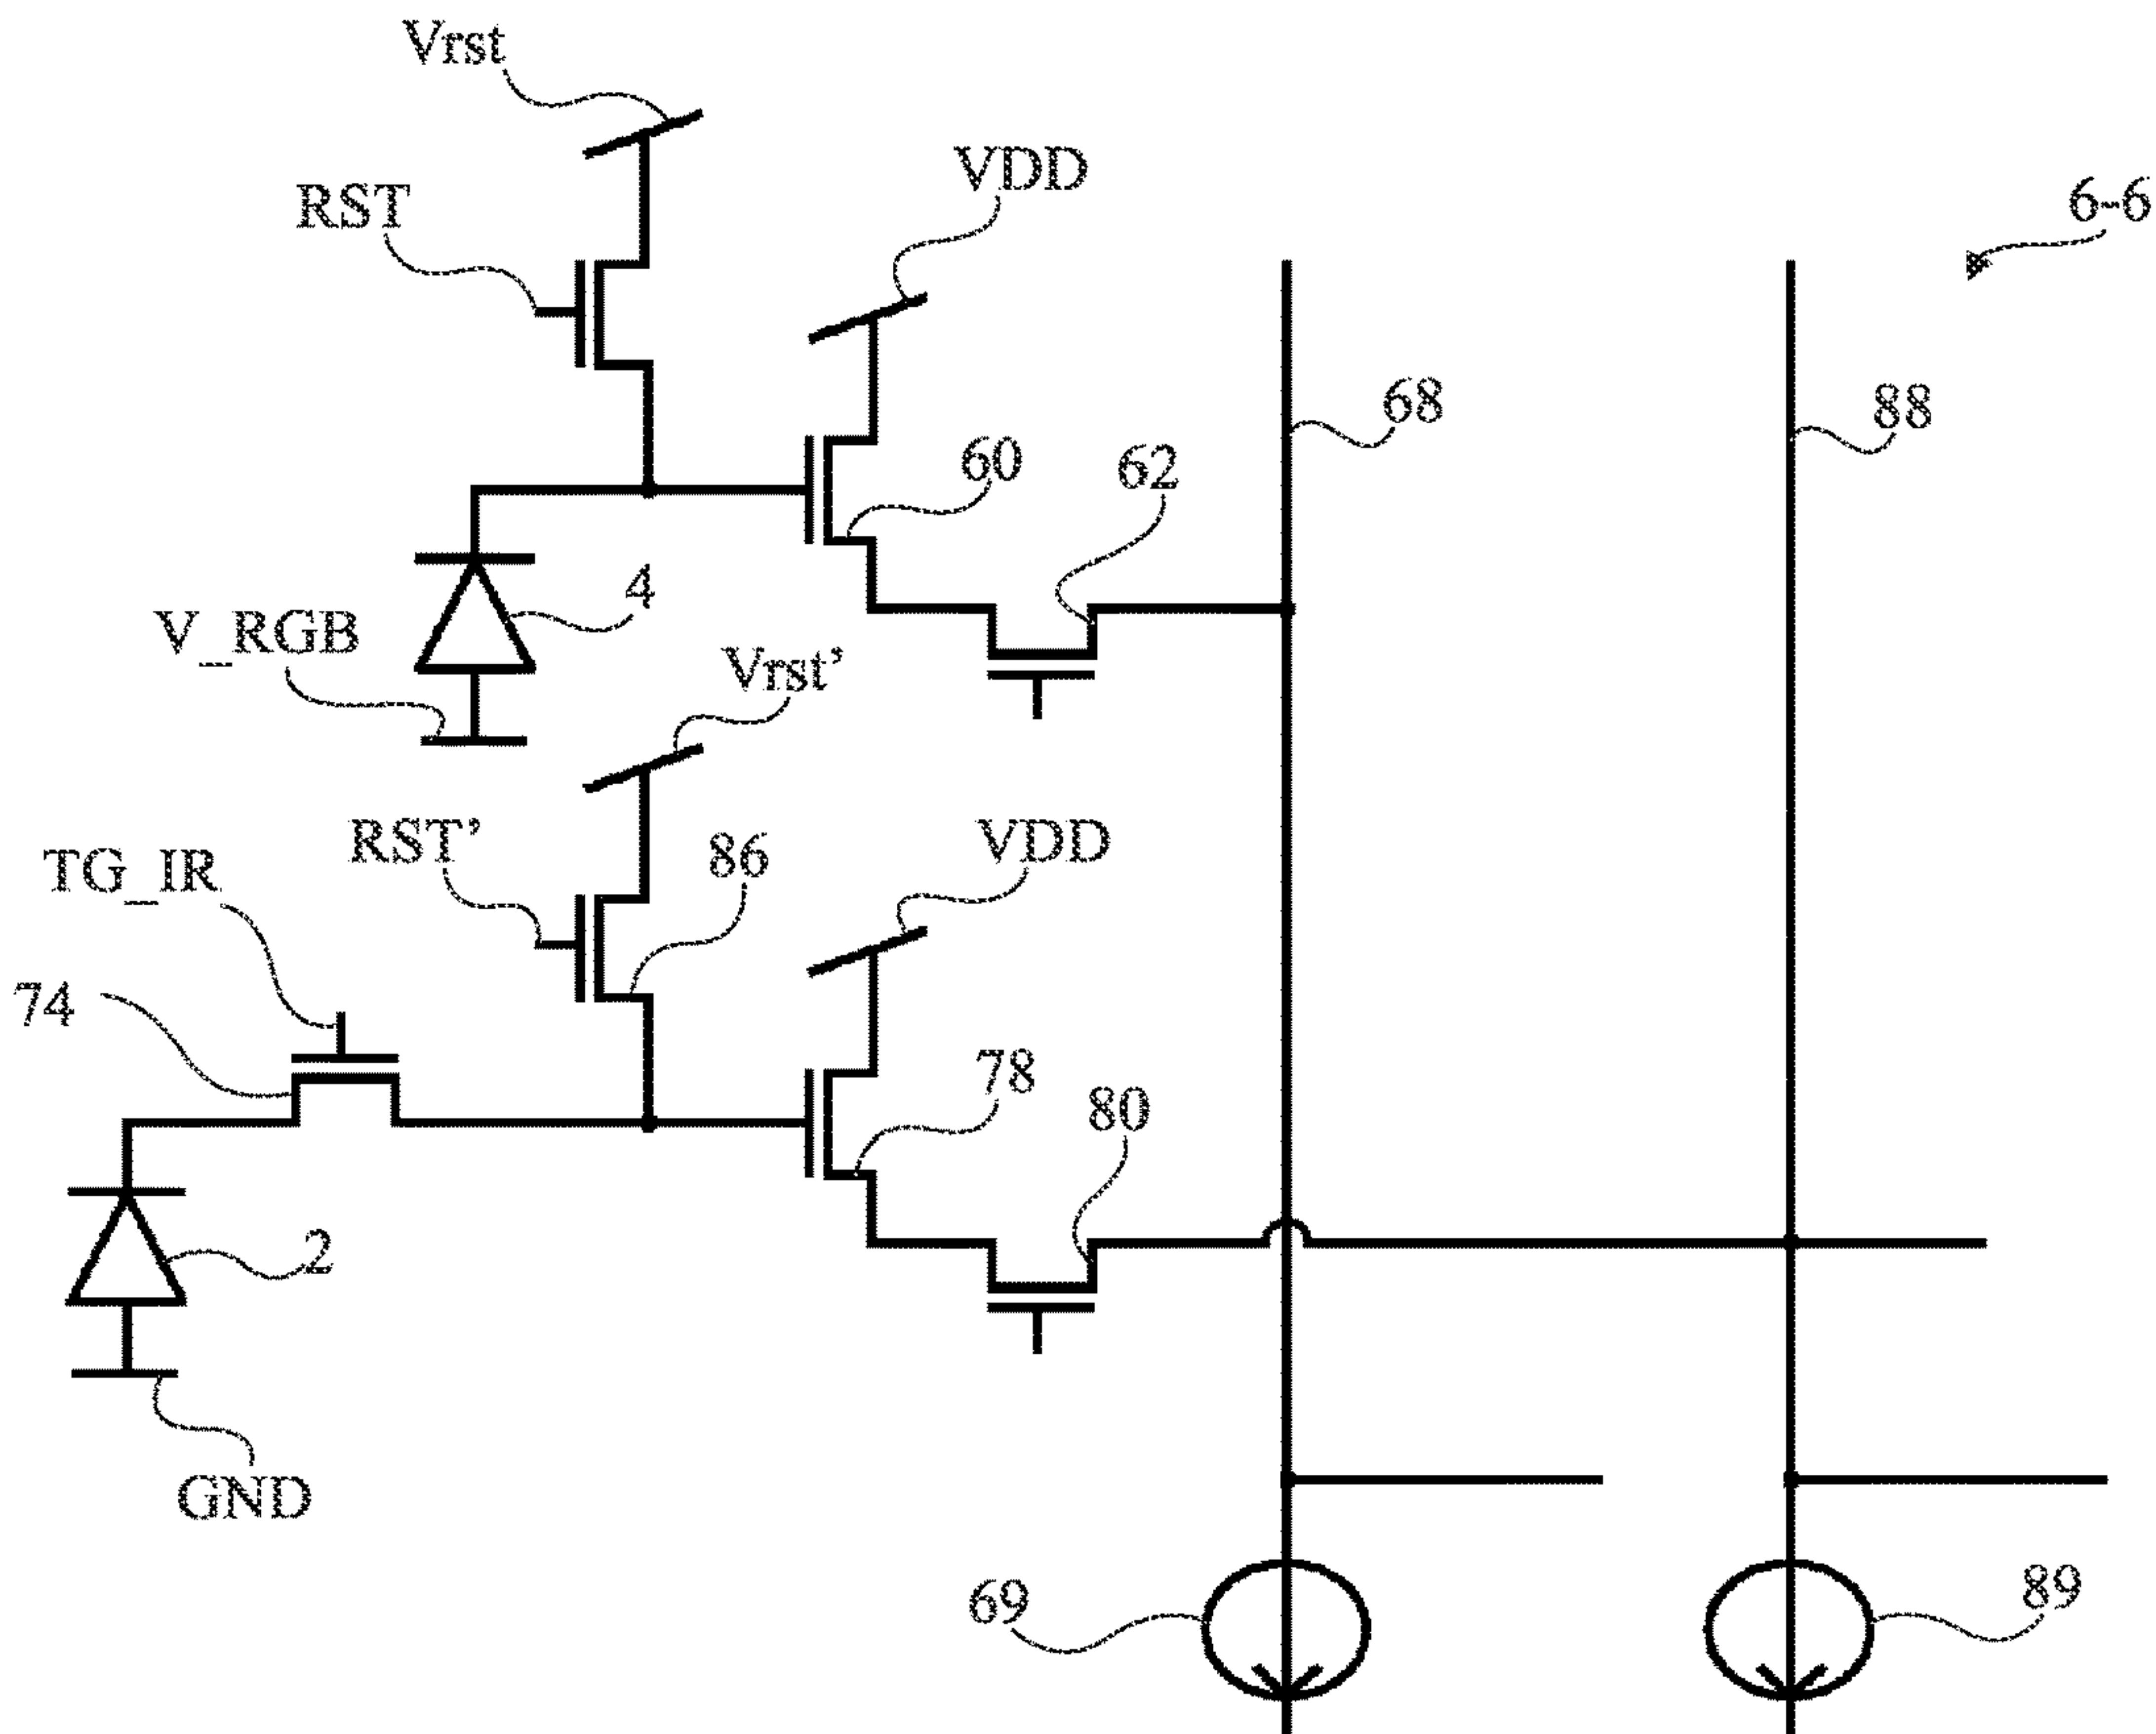 Vrst
VDD
RST
6-6
68
88
60
62
4
V_RGB
Vrst’
RST’
86
VDD
TG_IR
74
78
80
2
GND
69
89